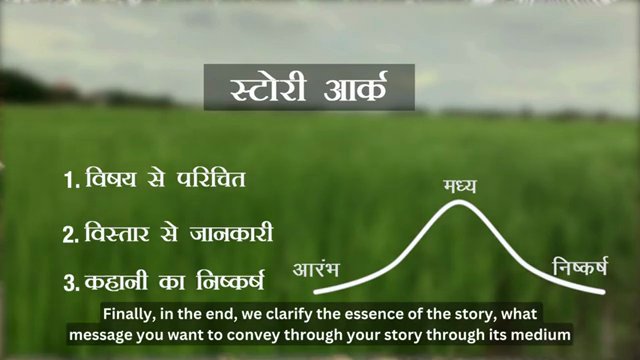 स्टोरी आर्क
1. विषय से परिचित
2. विस्तार से जानकारी
3. कहानी का निष्कर्ष
मध्य
आरंभ
निष्कर्ष
Finally, in the end, we clarify the essence of the story, what
message you want to convey through your story through its medium